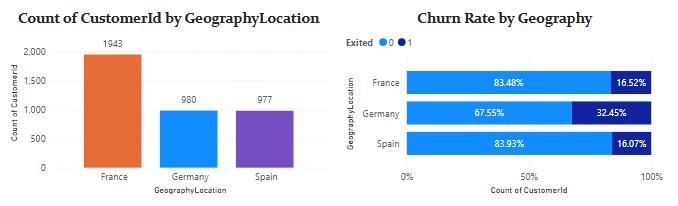 Count of CustomerId by GeographyLocation
1943
2,000
1,500
980
977
1,000
500
0
Count of CustomerId
France
Germany
Spain
GeographyLocation
Churn Rate by Geography
Exited 0 1
France
83.48%
16.52%
Germany
67.55%
32.45%
Spain
83.93%
16.07%
GeographyLocation
0%
50%
100%
Count of CustomerId